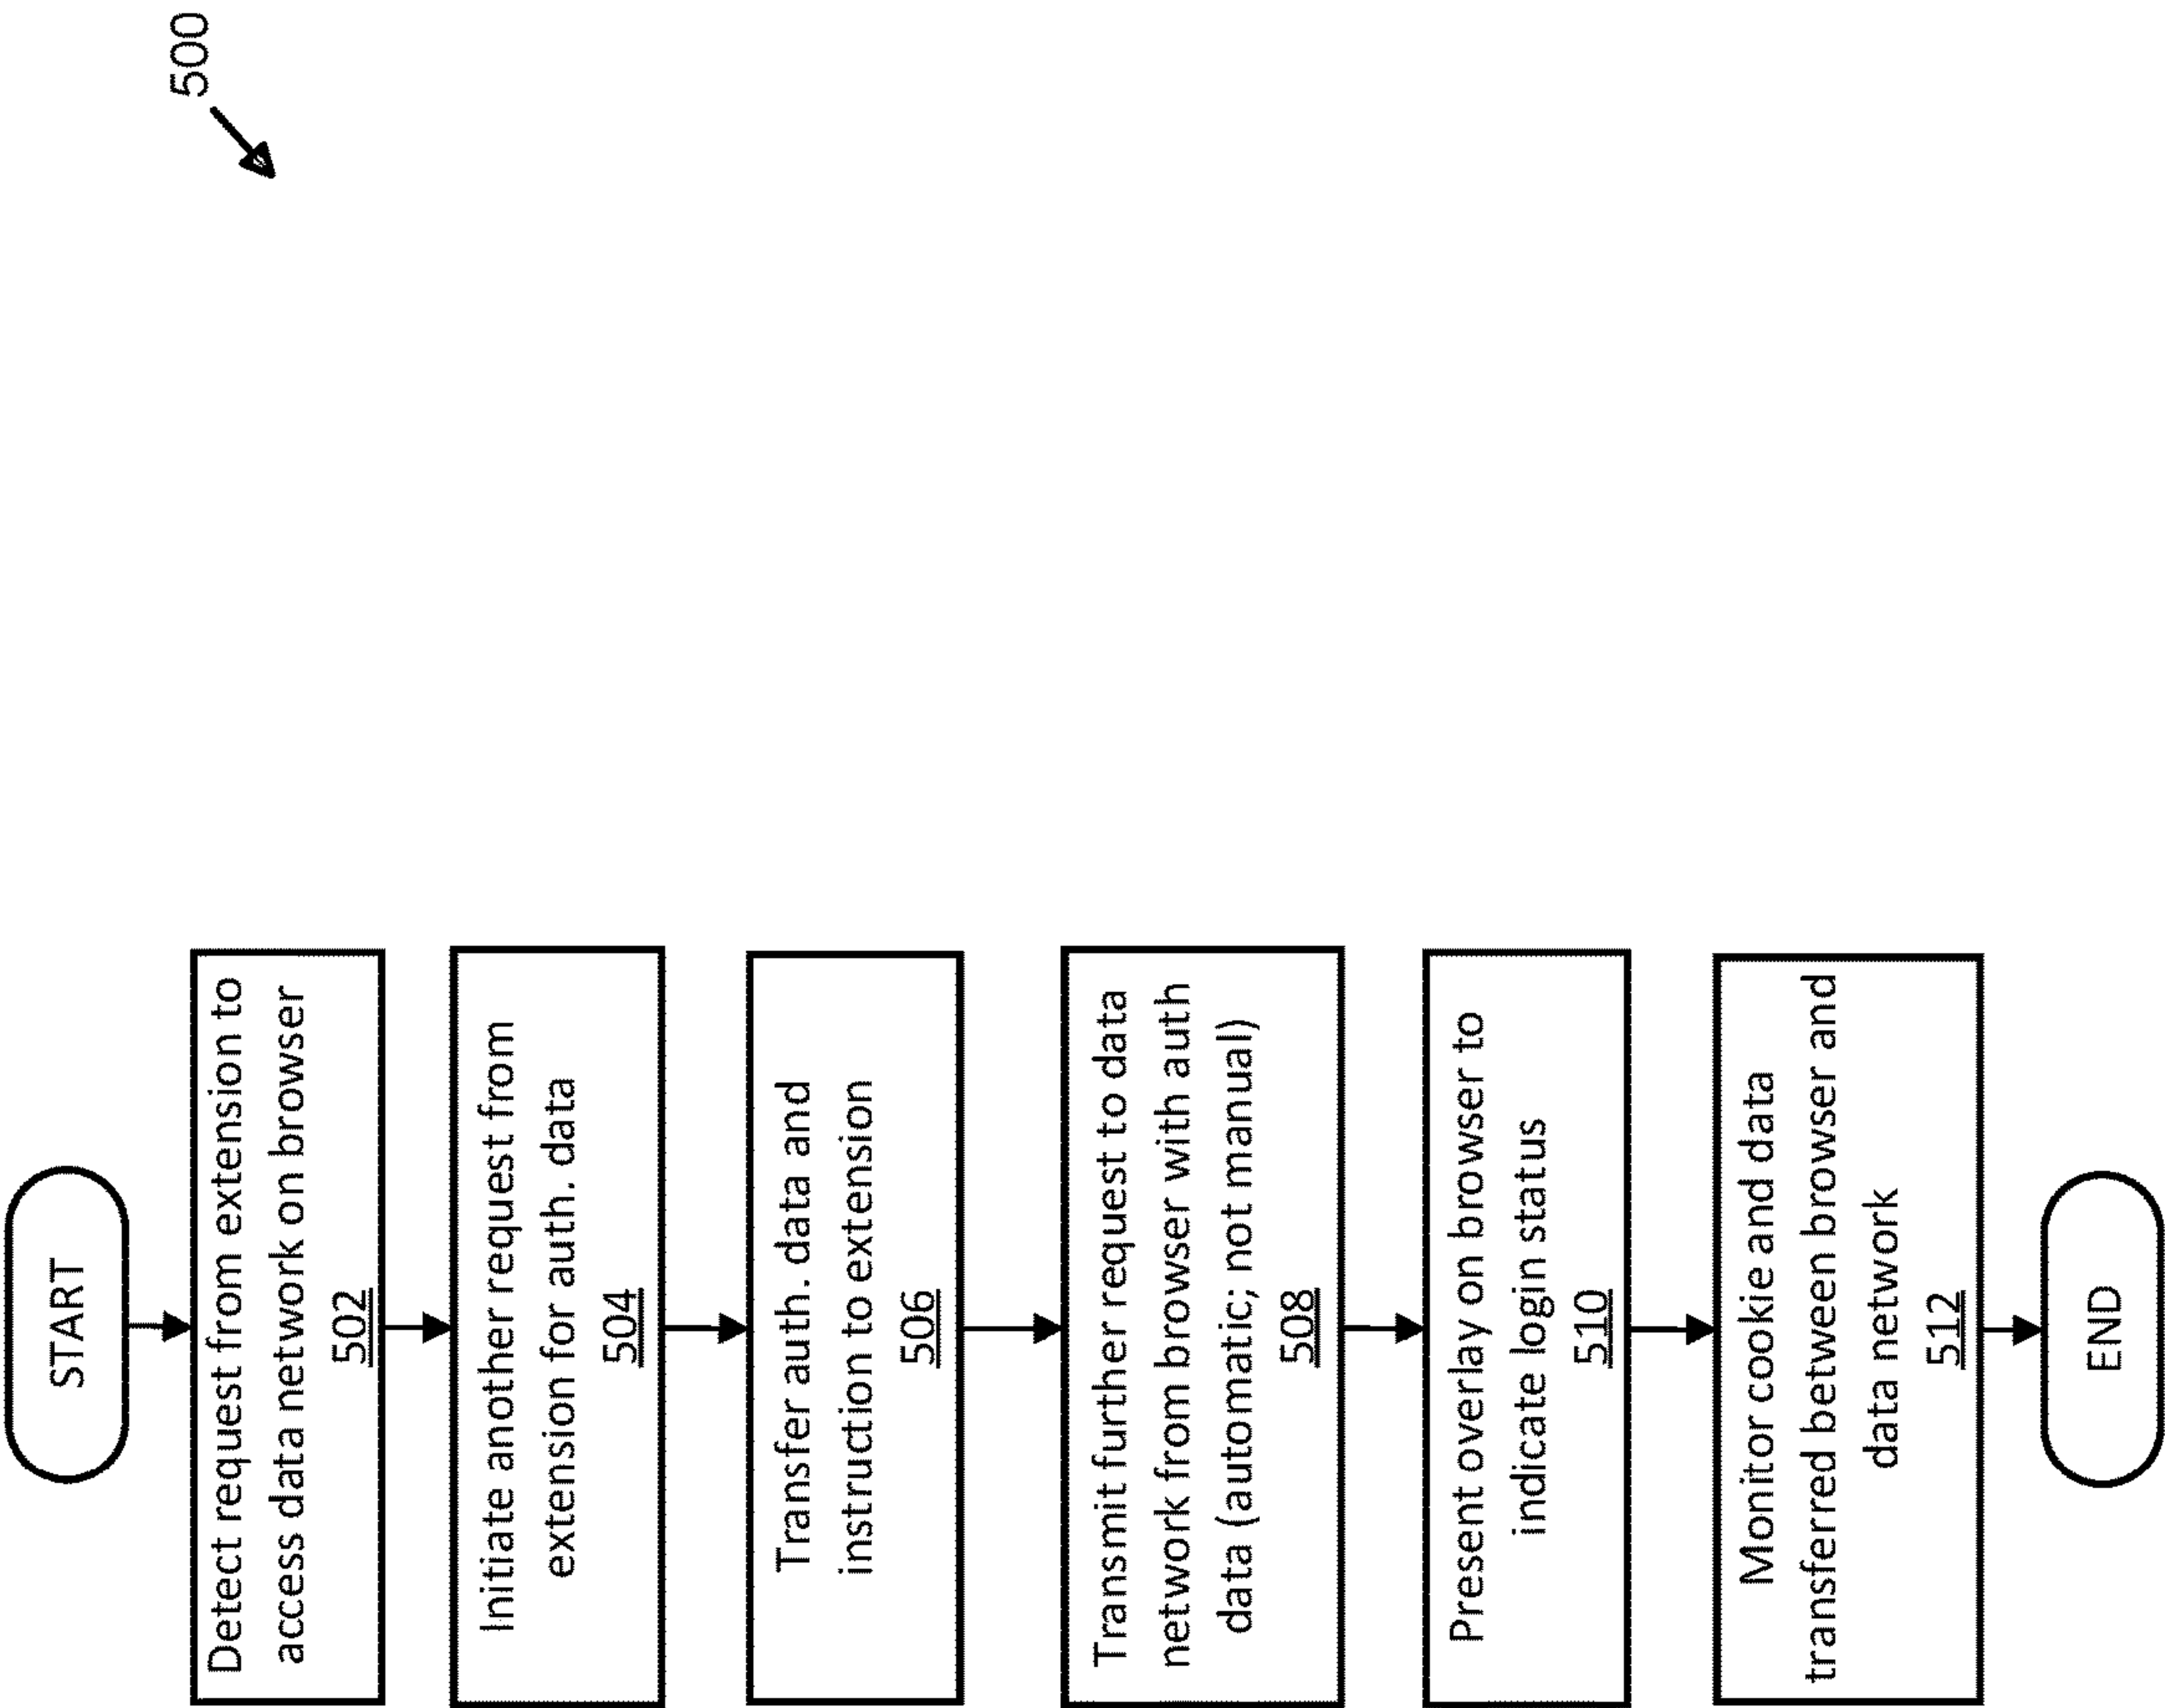 500
START
Detect request from extension to
access data network on browser
502
Initiate another request from
extension for auth. data
504
Transfer auth. data and
instruction to extension
506
Transmit further request to data
network from browser with auth
data (automatic; not manual)
508
Present overlay on browser to
indicate login status
510
Monitor cookie and data
transferred between browser and
data network
512
END